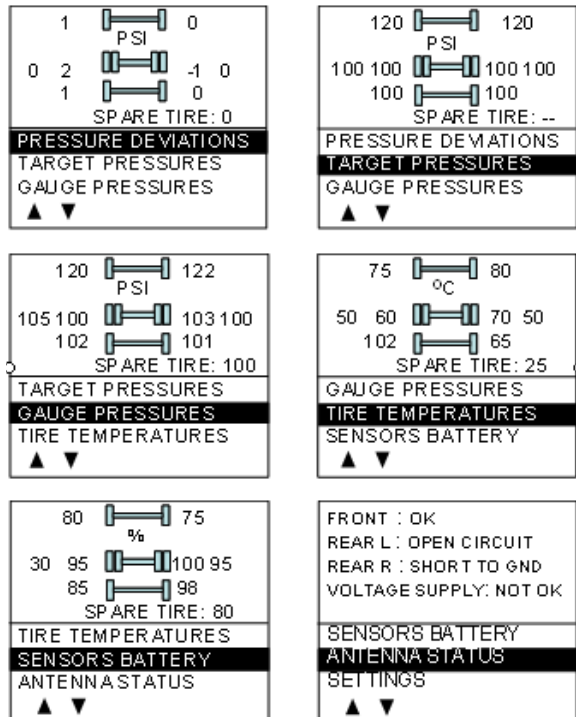 1 0
PSI
0 2 -1 0
1 0
SPARE TIRE: 0
PRESSURE DEVIATIONS
TARGET PRESSURES
GAUGE PRESSURES
120 120
PSI
100 100 100 100
100 100
SPARE TIRE: --
PRESSURE DEVIATIONS
TARGET PRESSURES
GAUGE PRESSURES
120 122
PSI
105 100 103 100
102 101
SPARE TIRE: 100
TARGET PRESSURES
GAUGE PRESSURES
TIRE TEMPERATURES
75 80
ºC
50 60 70 50
102 65
SPARE TIRE: 25
GAUGE PRESSURES
TIRE TEMPERATURES
SENSORS BATTERY
80 75
%
30 95 100 95
85 98
SPARE TIRE: 80
TIRE TEMPERATURES
SENSORS BATTERY
ANTENNA STATUS
FRONT : OK
REAR L : OPEN CIRCUIT
REAR R : SHORT TO GND
VOLTAGE SUPPLY: NOT OK
SENSORS BATTERY
ANTENNA STATUS
SETTINGS